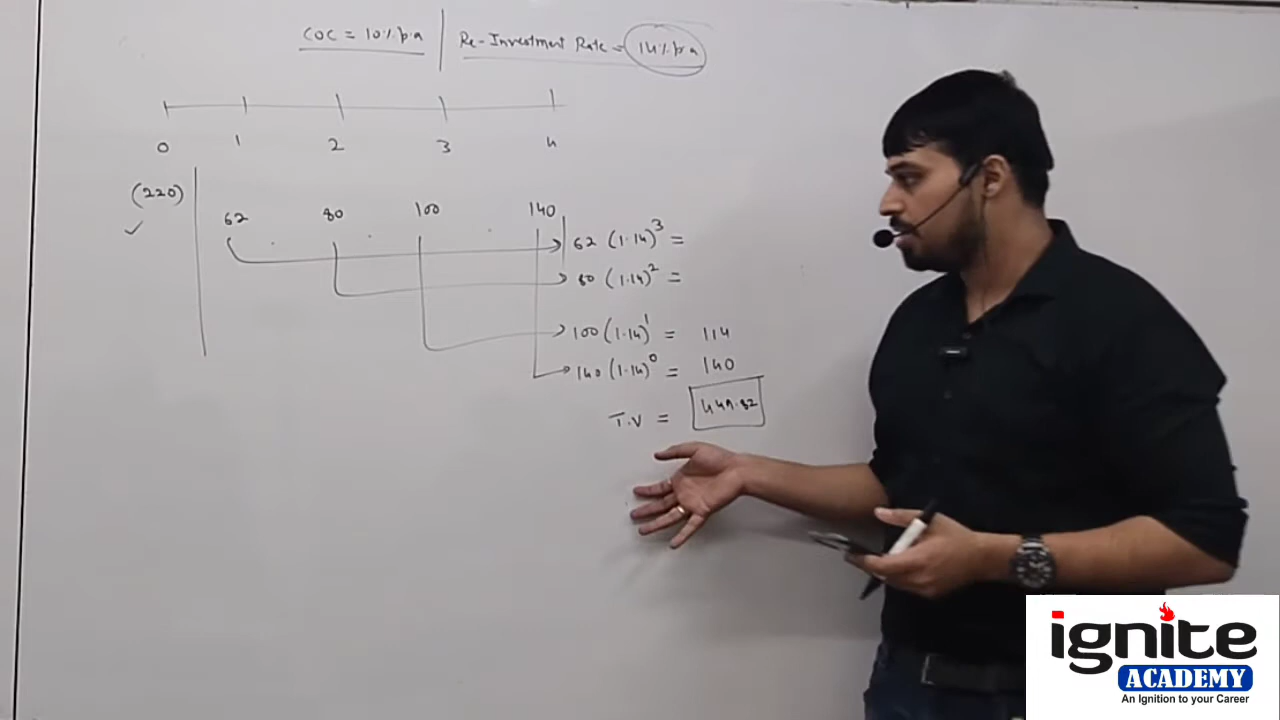 COC = 10% p.a | Re-Investment Rate = 14% p.a
0 1 2 3 4
(220)
62 80 100 140
62 (1.14)^3 =
80 (1.14)^2 =
100 (1.14)^1 = 114
140 (1.14)^0 = 140
T.V = 449.82
ignite
ACADEMY
An Ignition to your Career